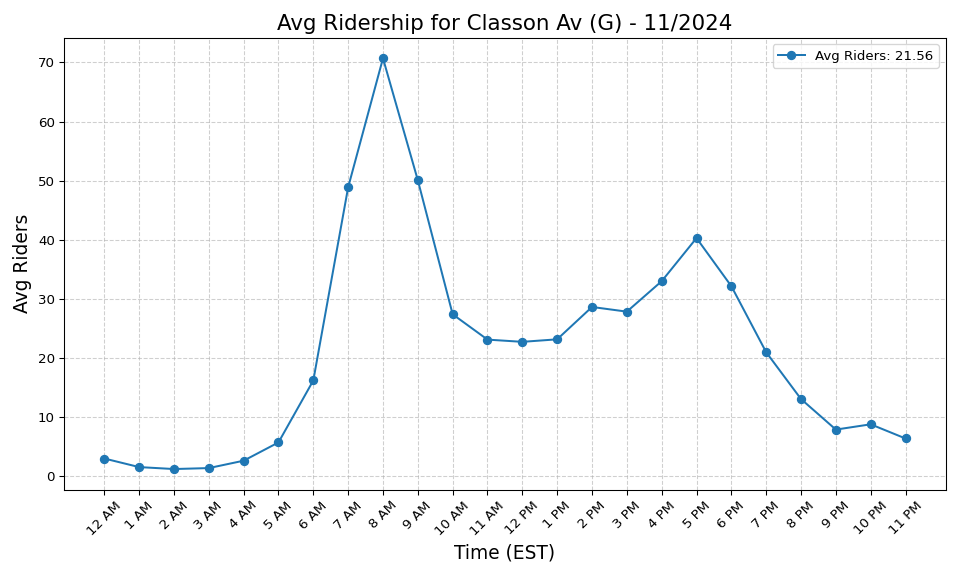 Avg Ridership for Classon Av (G) - 11/2024
Avg Riders: 21.56
Avg Riders
70
60
50
40
30
20
10
0
12 AM
1 AM
2 AM
3 AM
4 AM
5 AM
6 AM
7 AM
8 AM
9 AM
10 AM
11 AM
12 PM
1 PM
2 PM
3 PM
4 PM
5 PM
6 PM
7 PM
8 PM
9 PM
10 PM
11 PM
Time (EST)